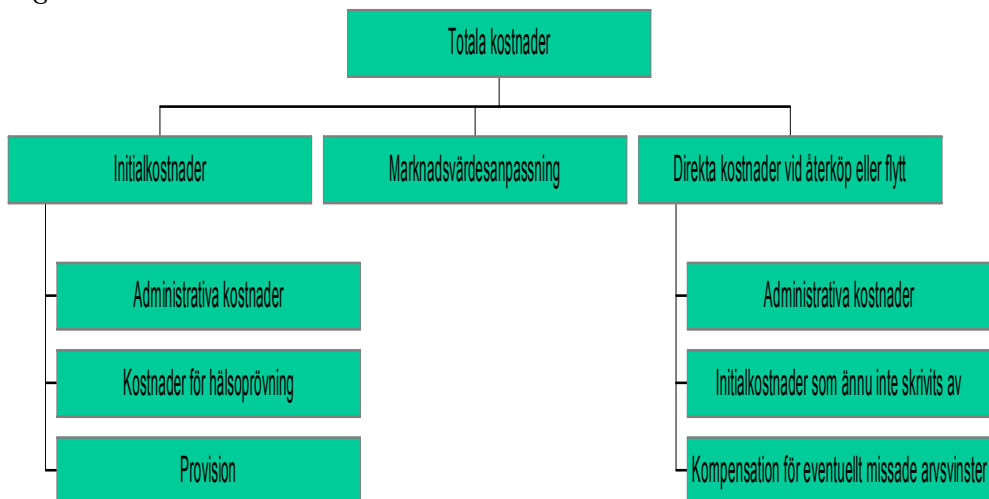 Totala kostnader
Initialkostnader
Marknadsvärdesanpassning
Direkta kostnader vid återköp eller flytt
Administrativa kostnader
Kostnader för hälsoprövning
Provision
Administrativa kostnader
Initialkostnader som ännu inte skrivits av
Kompensation för eventuellt missade arvsvinster